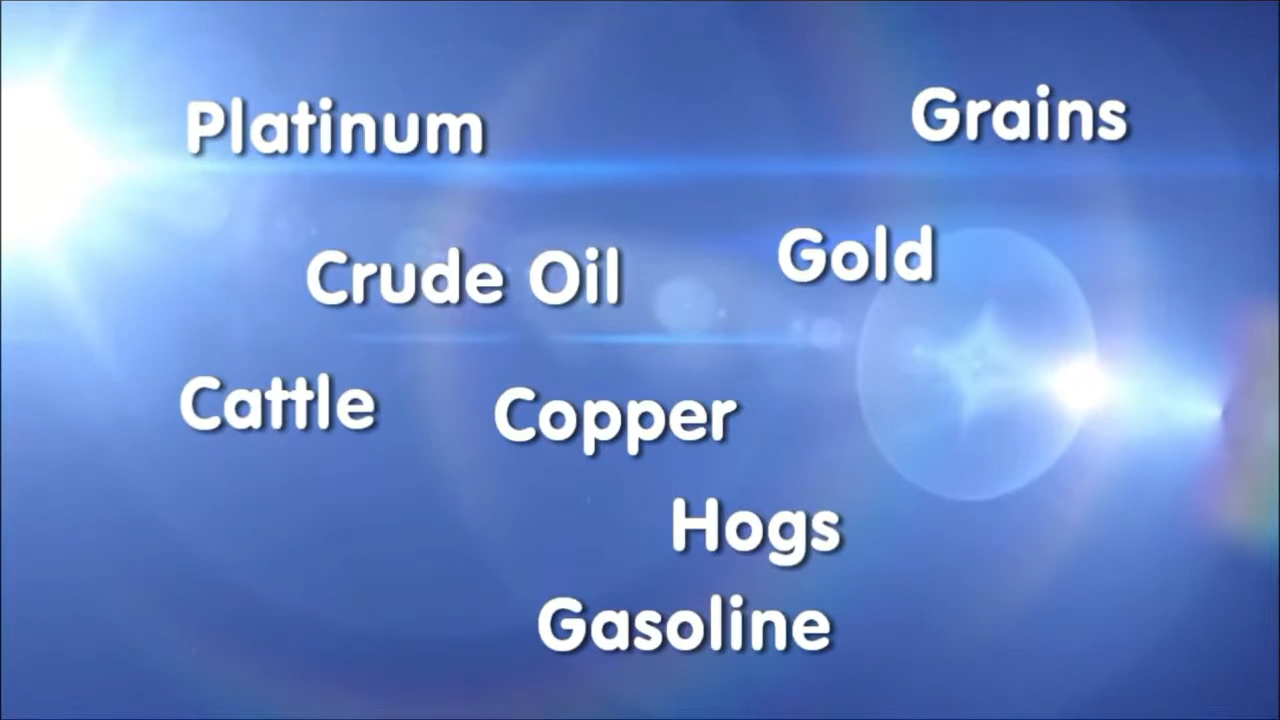 Platinum
Grains
Crude Oil
Gold
Cattle
Copper
Hogs
Gasoline